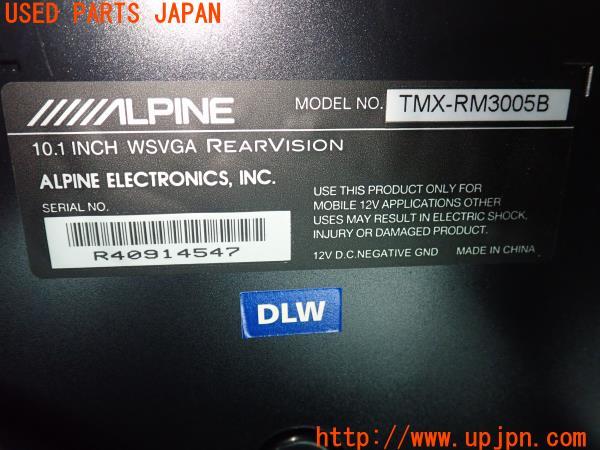 USED PARTS JAPAN
ALPINE
MODEL NO. TMX-RM3005B
10.1 INCH WSVGA REARVISION
ALPINE ELECTRONICS, INC.
SERIAL NO.
R40914547
USE THIS PRODUCT ONLY FOR
MOBILE 12V APPLICATIONS OTHER
USES MAY RESULT IN ELECTRIC SHOCK,
INJURY OR DAMAGED PRODUCT.
12V D.C.NEGATIVE GND MADE IN CHINA
DLW
http://www.upjpn.com